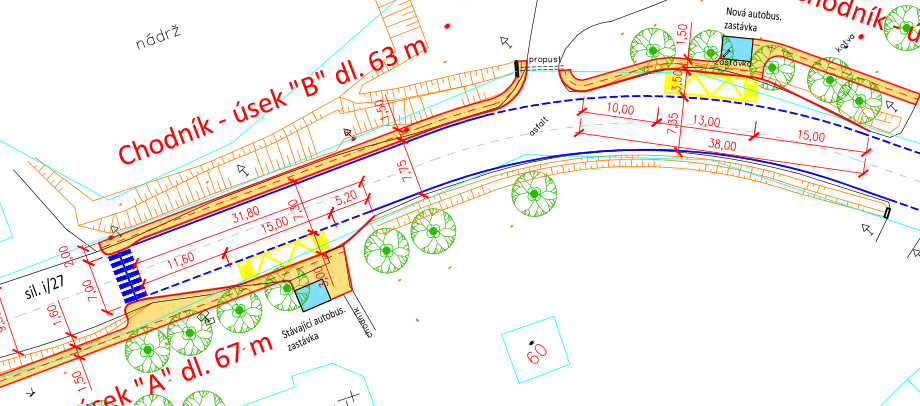 nádrž
Chodník - úsek "B" dl. 63 m
Nová autobus.
zastávka
chodník - ú
kotva
zastávka
propust
asfalt
1,50
3,50
1,50
10,00
13,00
15,00
7,35
38,00
7,75
5,20
31,80
15,00
7,50
11,60
3,00
2,00
7,00
sil. i/27
1,60
1,50
Stávající autobus.
zastávka
chodník
60
úsek "A" dl. 67 m